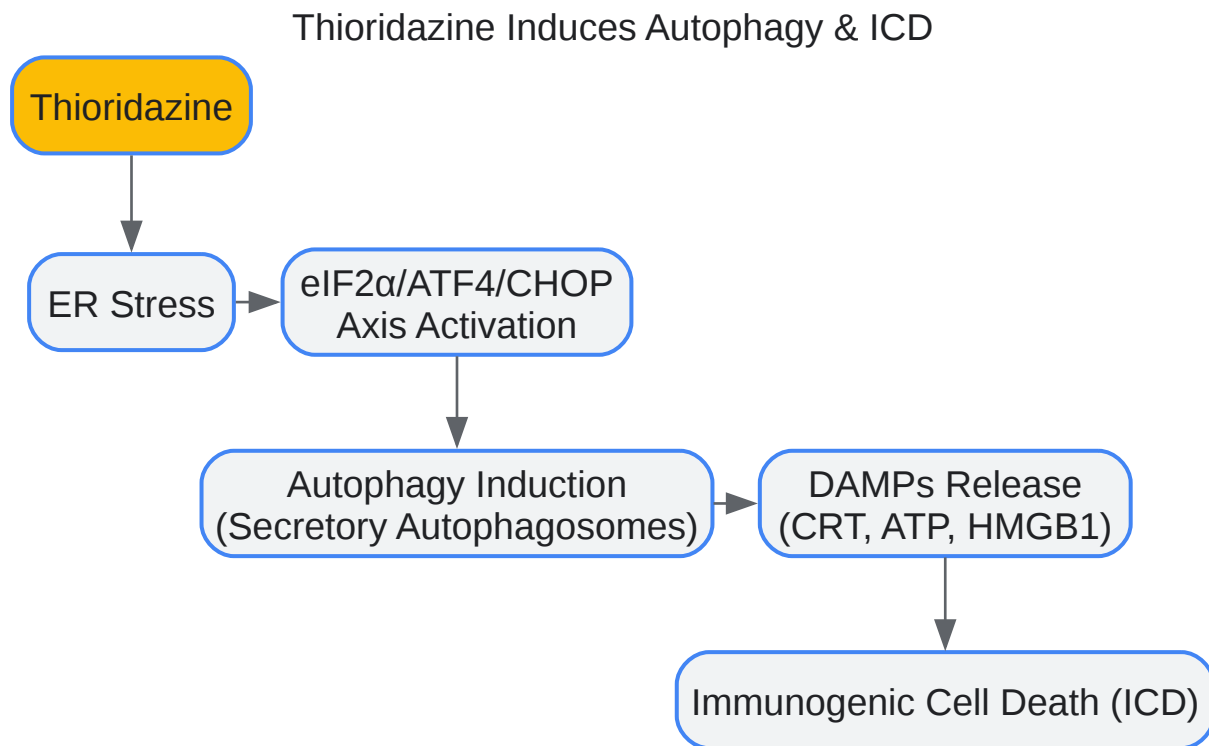 Thioridazine Induces Autophagy & ICD
Thioridazine
ER Stress
eIF2α/ATF4/CHOP
Axis Activation
Autophagy Induction
(Secretory Autophagosomes)
DAMPs Release
(CRT, ATP, HMGB1)
Immunogenic Cell Death (ICD)